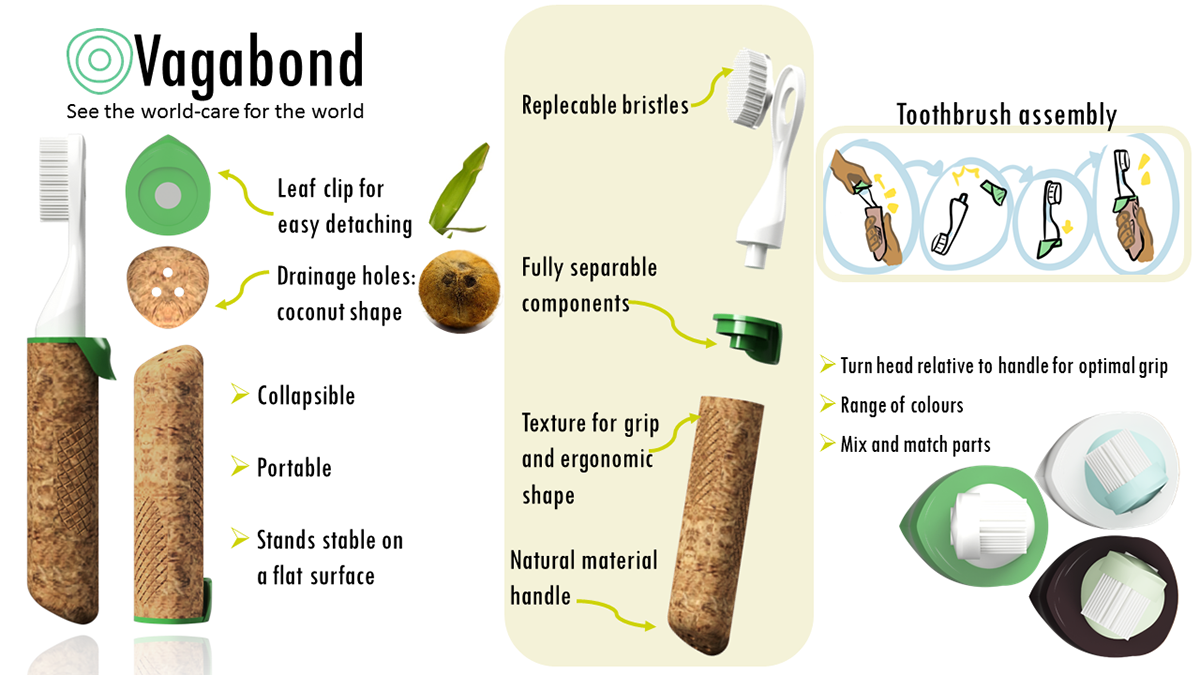 Vagabond
See the world-care for the world
Leaf clip for
easy detaching
Drainage holes:
coconut shape
Collapsible
Portable
Stands stable on
a flat surface
Replecable bristles
Fully separable
components
Texture for grip
and ergonomic
shape
Natural material
handle
Toothbrush assembly
Turn head relative to handle for optimal grip
Range of colours
Mix and match parts